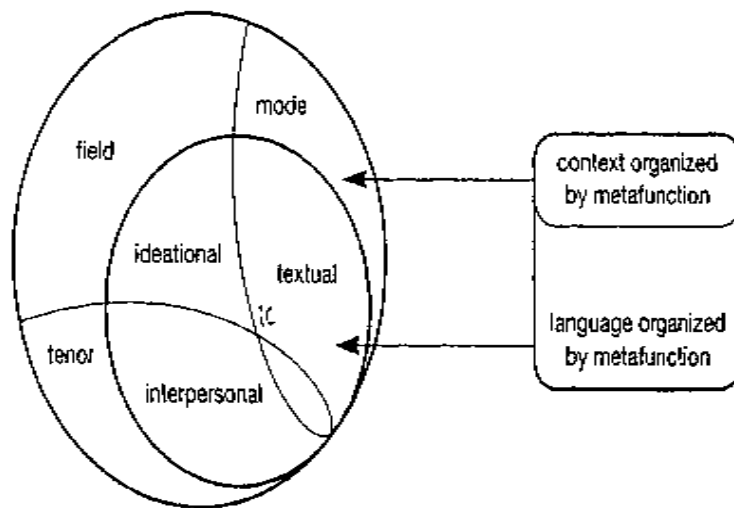 mode
field
context organized
by metafunction
ideational
textual
language organized
by metafunction
tenor
interpersonal